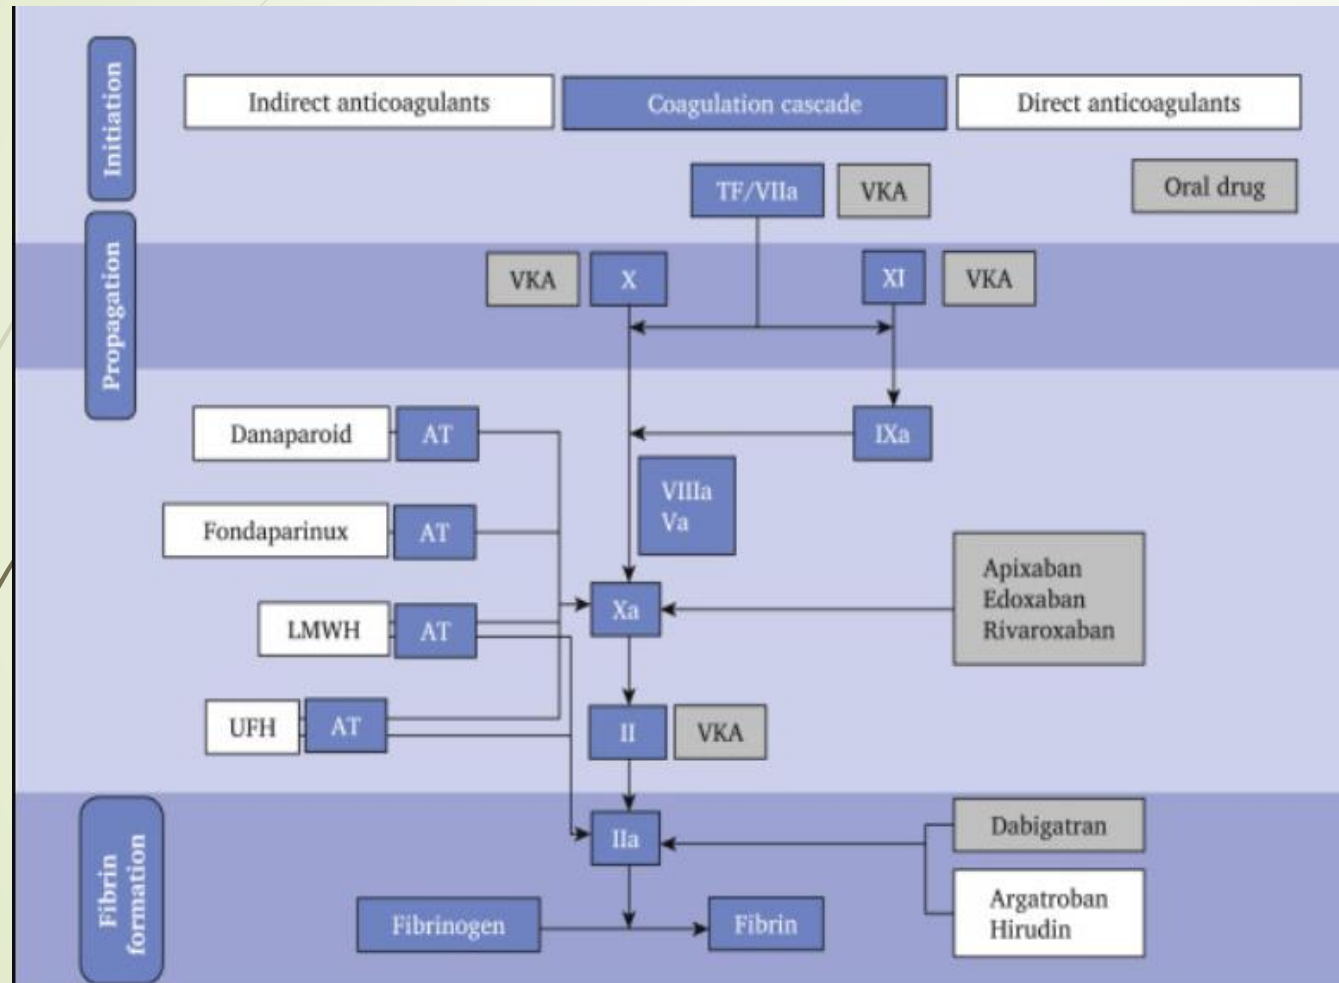 Initiation
Indirect anticoagulants
Coagulation cascade
Direct anticoagulants
TF/VIIa
VKA
Oral drug
Propagation
VKA
X
XI
VKA
Danaparoid
AT
IXa
VIIIa
Va
Fondaparinux
AT
Apixaban
Edoxaban
Rivaroxaban
LMWH
AT
Xa
UFH
AT
II
VKA
Fibrin
formation
IIa
Dabigatran
Argatroban
Hirudin
Fibrinogen
Fibrin